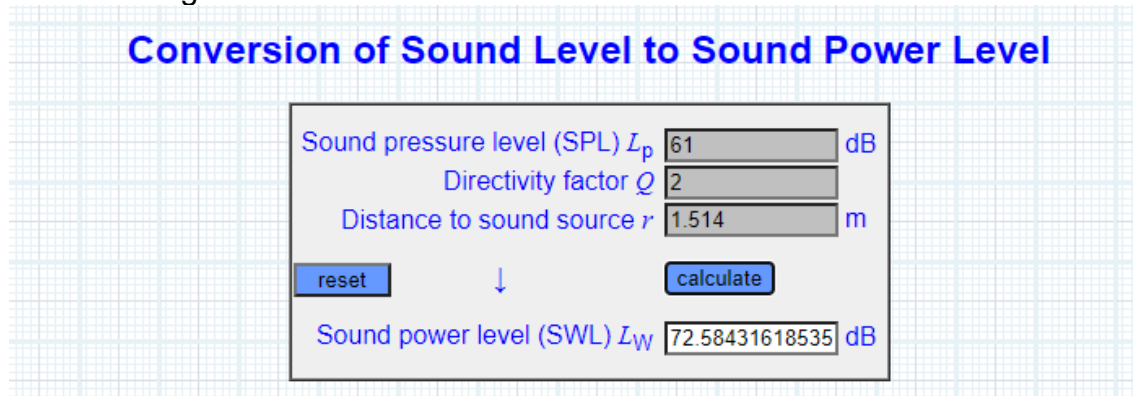 Conversion of Sound Level to Sound Power Level
Sound pressure level (SPL) Lp 61 dB
Directivity factor Q 2
Distance to sound source r 1.514 m
reset ↓ calculate
Sound power level (SWL) LW 72.58431618535 dB